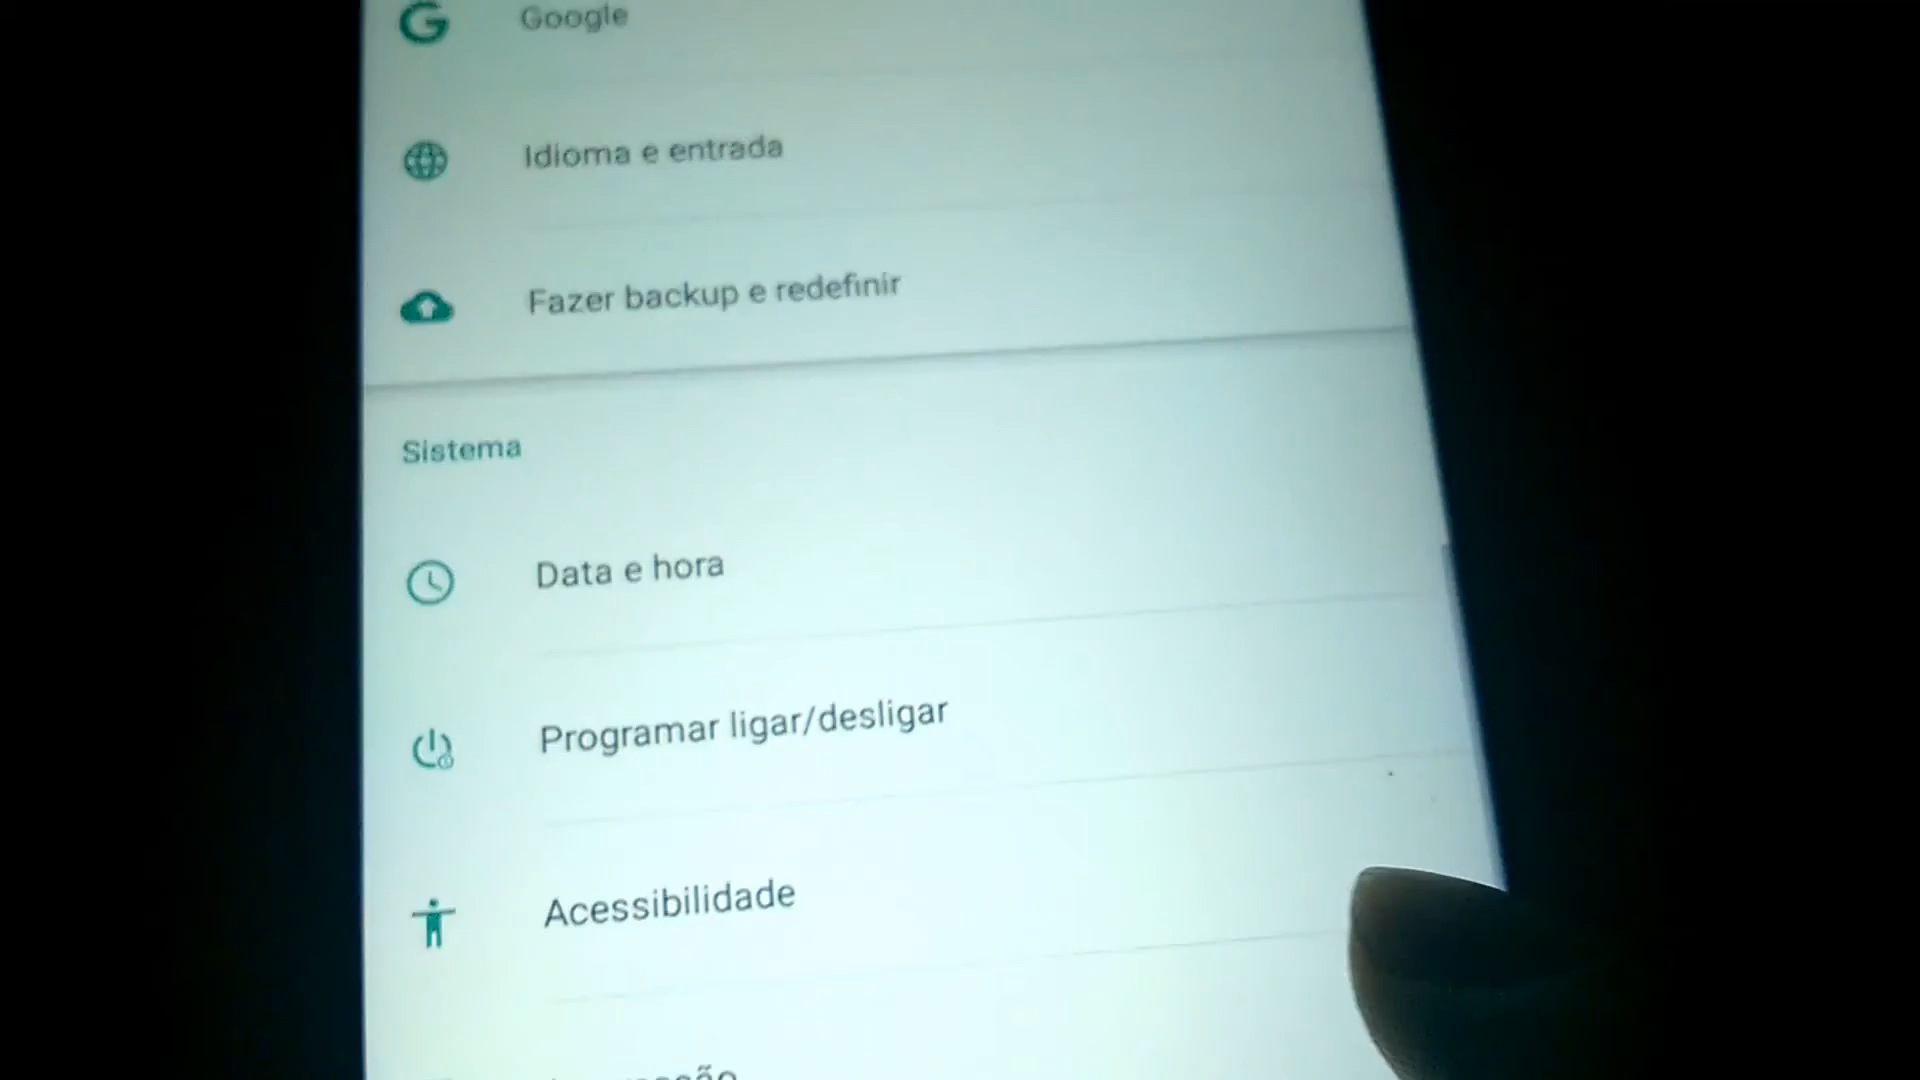 Google
Idioma e entrada
Fazer backup e redefinir
Sistema
Data e hora
Programar ligar/desligar
Acessibilidade